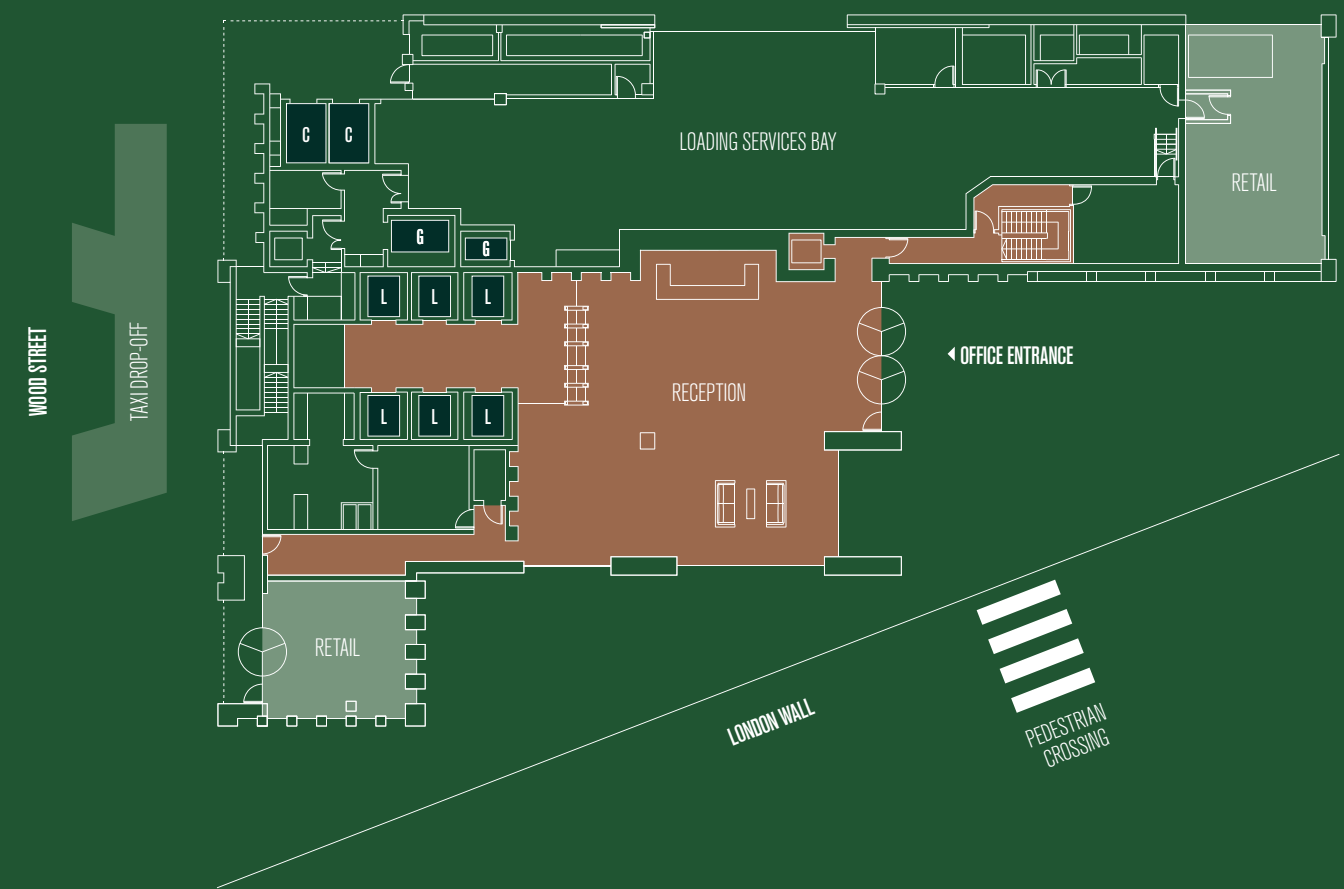 C
C
LOADING SERVICES BAY
RETAIL
G
G
L
L
L
WOOD STREET
TAXI DROP-OFF
OFFICE ENTRANCE
RECEPTION
L
L
L
RETAIL
LONDON WALL
PEDESTRIAN
CROSSING